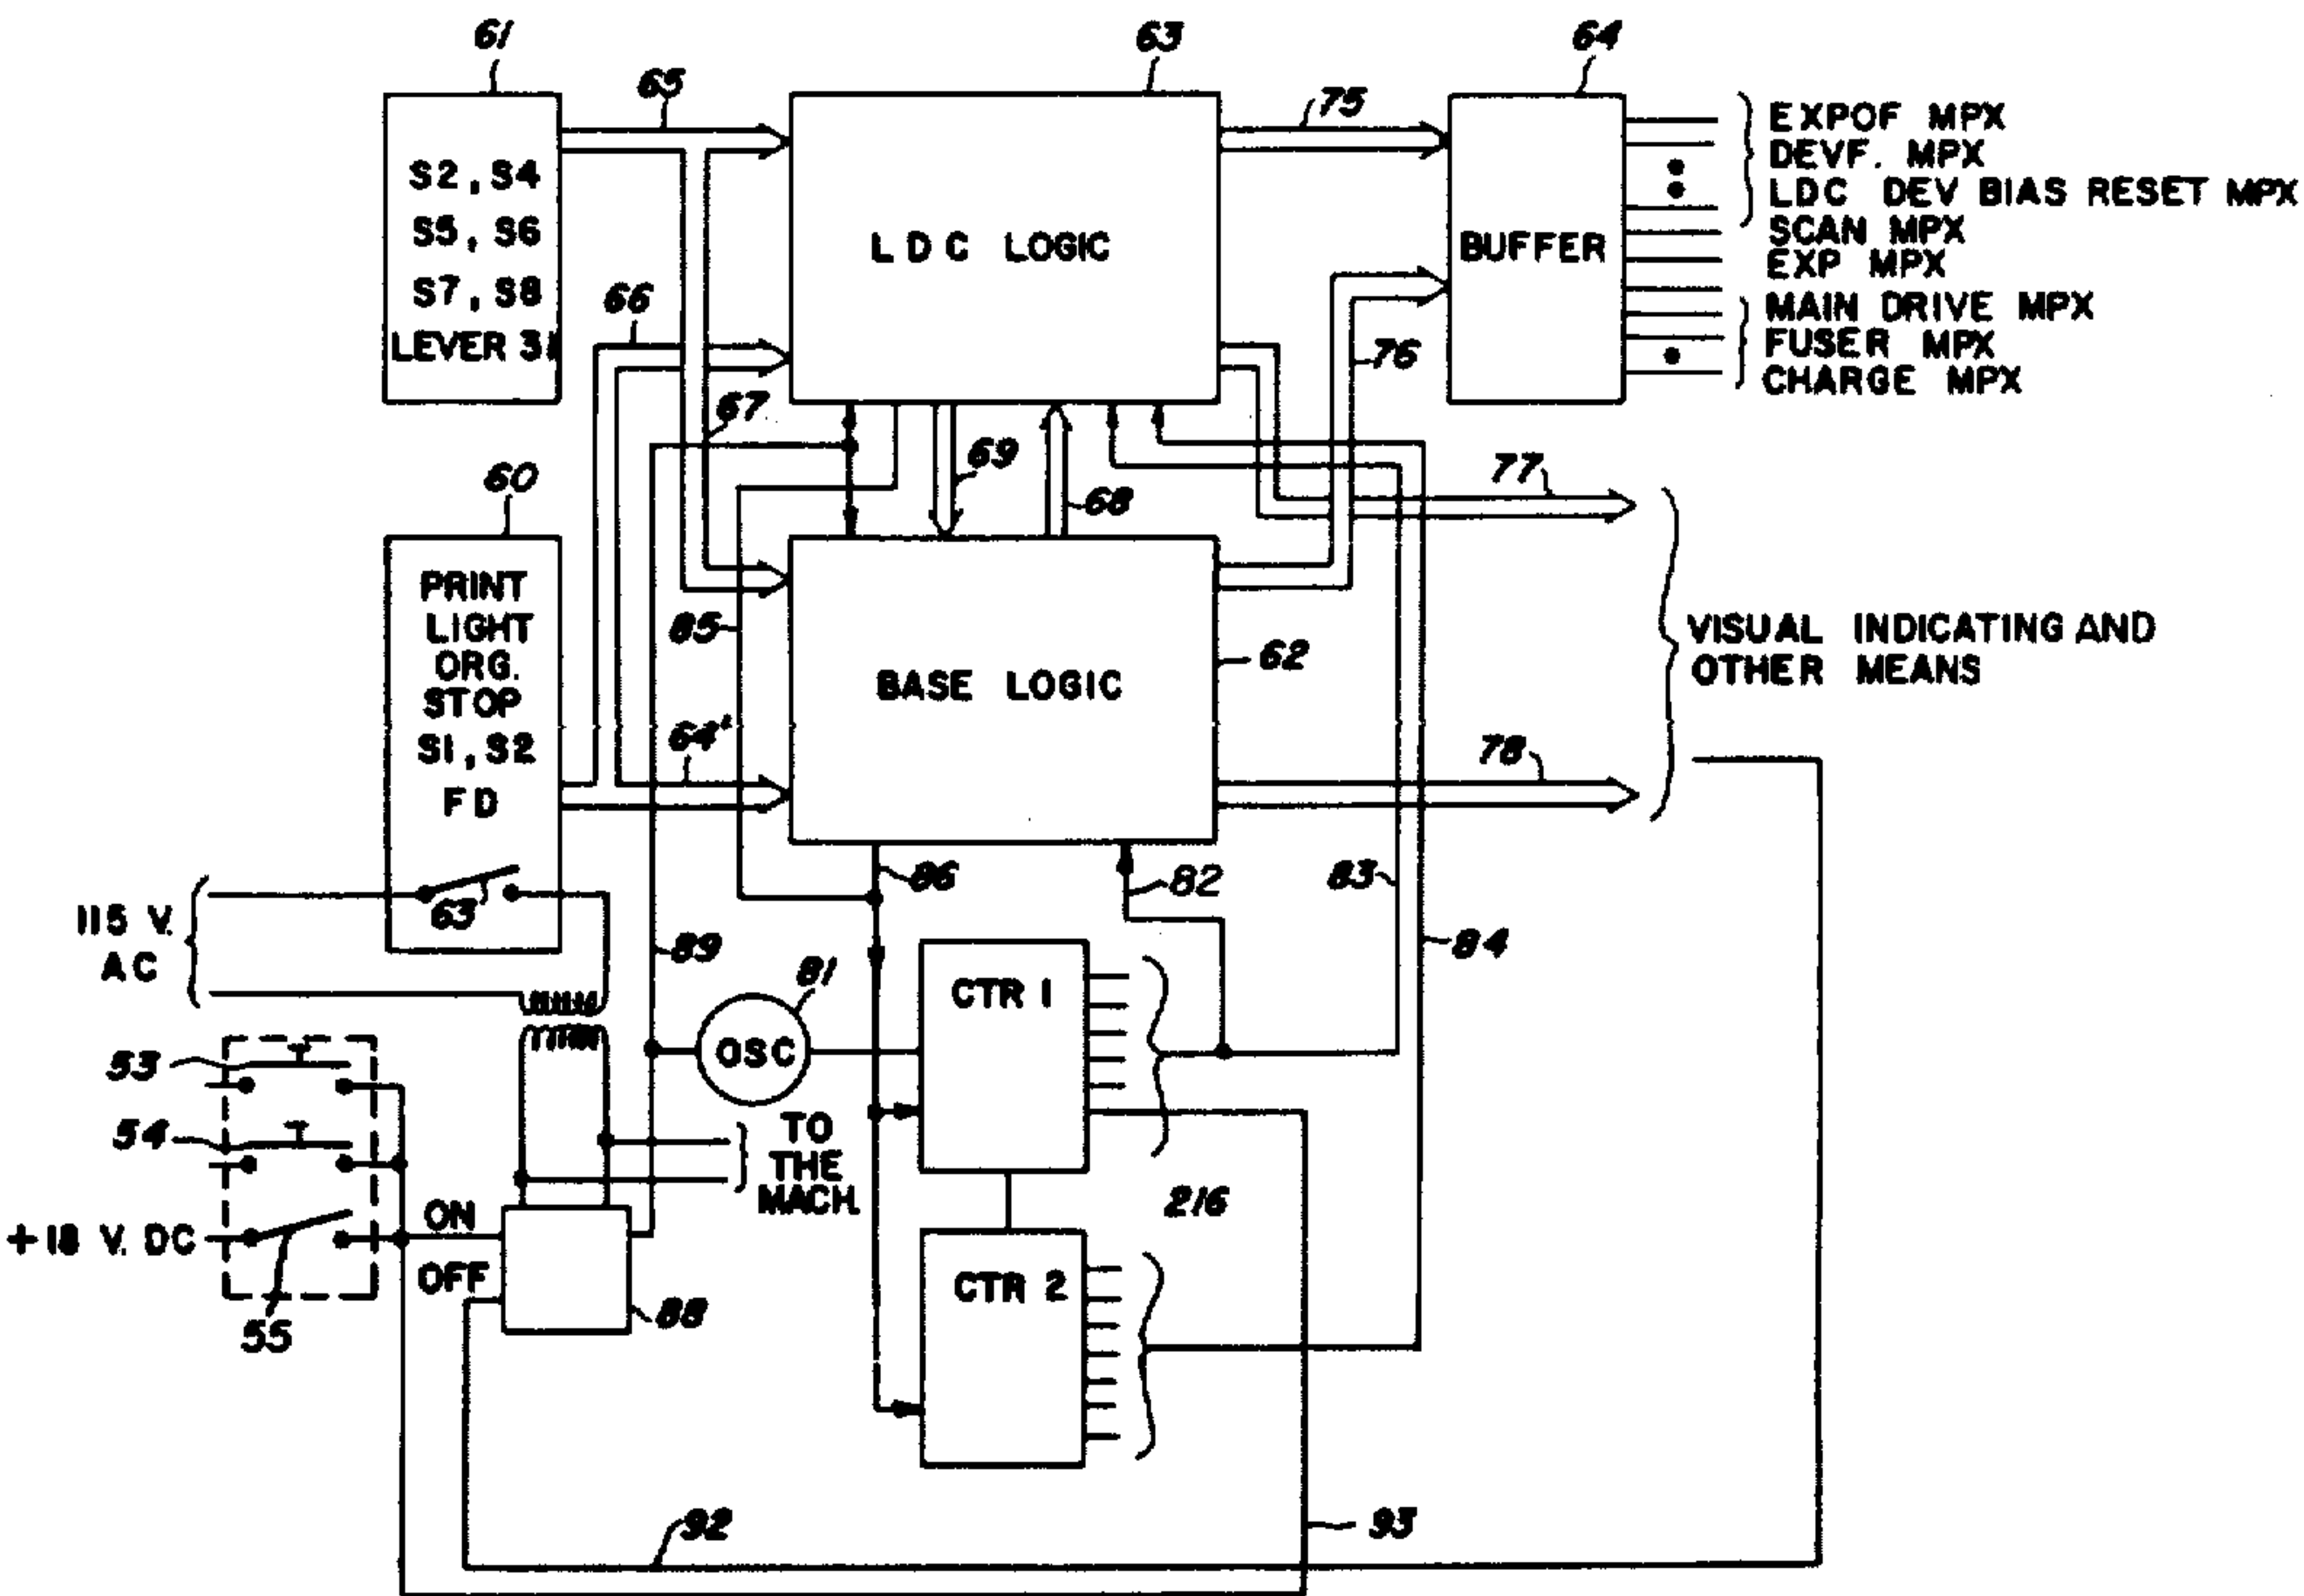 61
65
63
75
64
S2, S4
S5, S6
S7, S8
LEVER 31
66
67
LDC LOGIC
BUFFER
76
EXPOF MPX
DEVF. MPX
LDC DEV BIAS RESET MPX
SCAN MPX
EXP MPX
MAIN DRIVE MPX
FUSER MPX
CHARGE MPX
60
69
68
77
PRINT
LIGHT
ORG.
STOP
S1, S2
FD
63
85
64'
BASE LOGIC
62
78
VISUAL INDICATING AND
OTHER MEANS
115 V.
AC
86
82
83
84
89
81
OSC
CTR 1
53
54
+18 V. DC
55
ON
OFF
88
TO
THE
MACH.
216
CTR 2
92
93